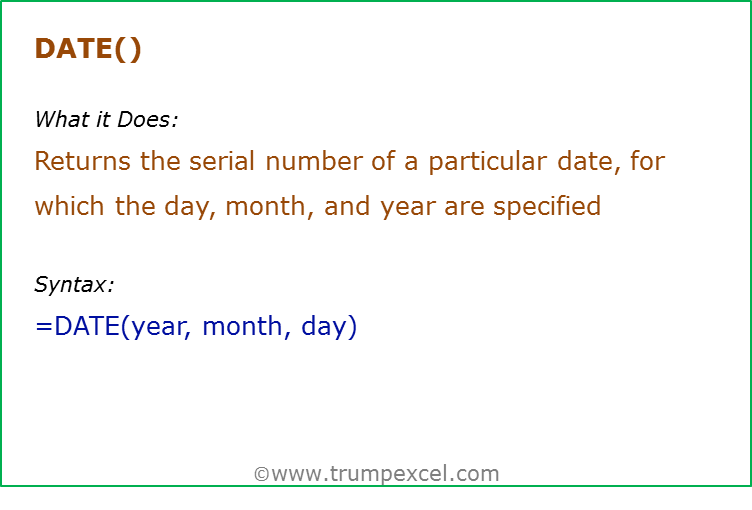 DATE()
What it Does:
Returns the serial number of a particular date, for
which the day, month, and year are specified
Syntax:
=DATE(year, month, day)
©www.trumpexcel.com